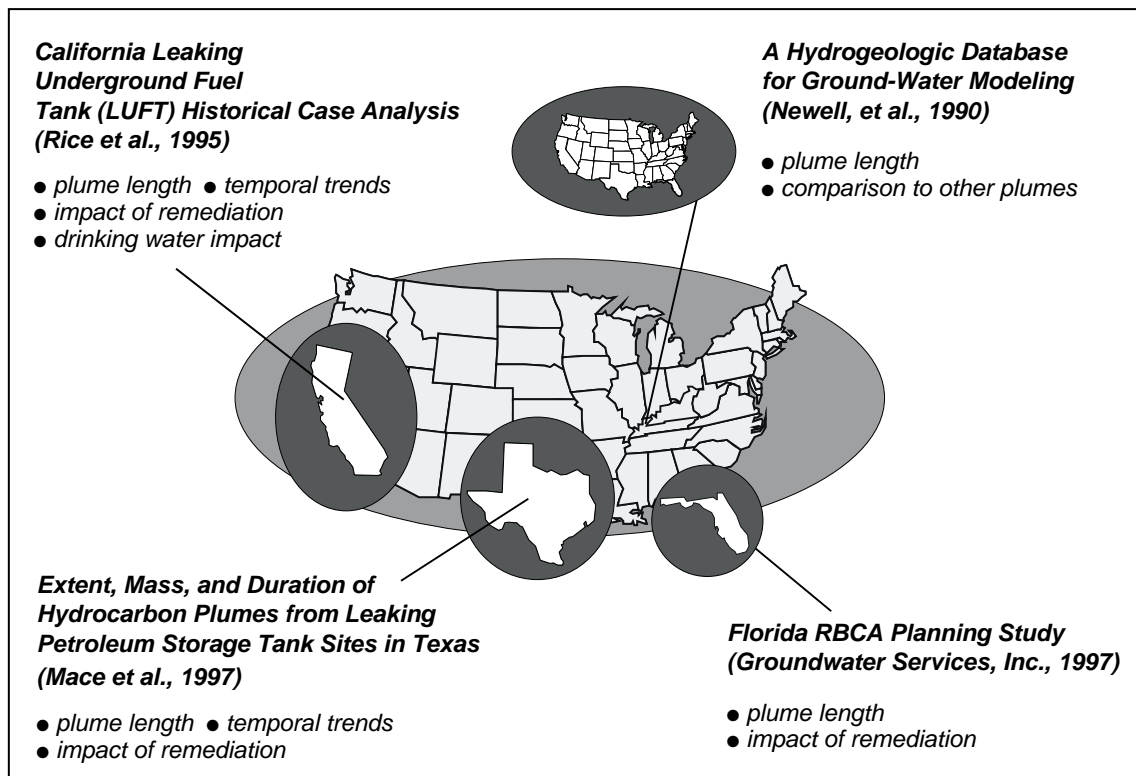 California Leaking
Underground Fuel
Tank (LUFT) Historical Case Analysis
(Rice et al., 1995)
● plume length ● temporal trends
● impact of remediation
● drinking water impact
A Hydrogeologic Database
for Ground-Water Modeling
(Newell, et al., 1990)
● plume length
● comparison to other plumes
Extent, Mass, and Duration of
Hydrocarbon Plumes from Leaking
Petroleum Storage Tank Sites in Texas
(Mace et al., 1997)
● plume length ● temporal trends
● impact of remediation
Florida RBCA Planning Study
(Groundwater Services, Inc., 1997)
● plume length
● impact of remediation